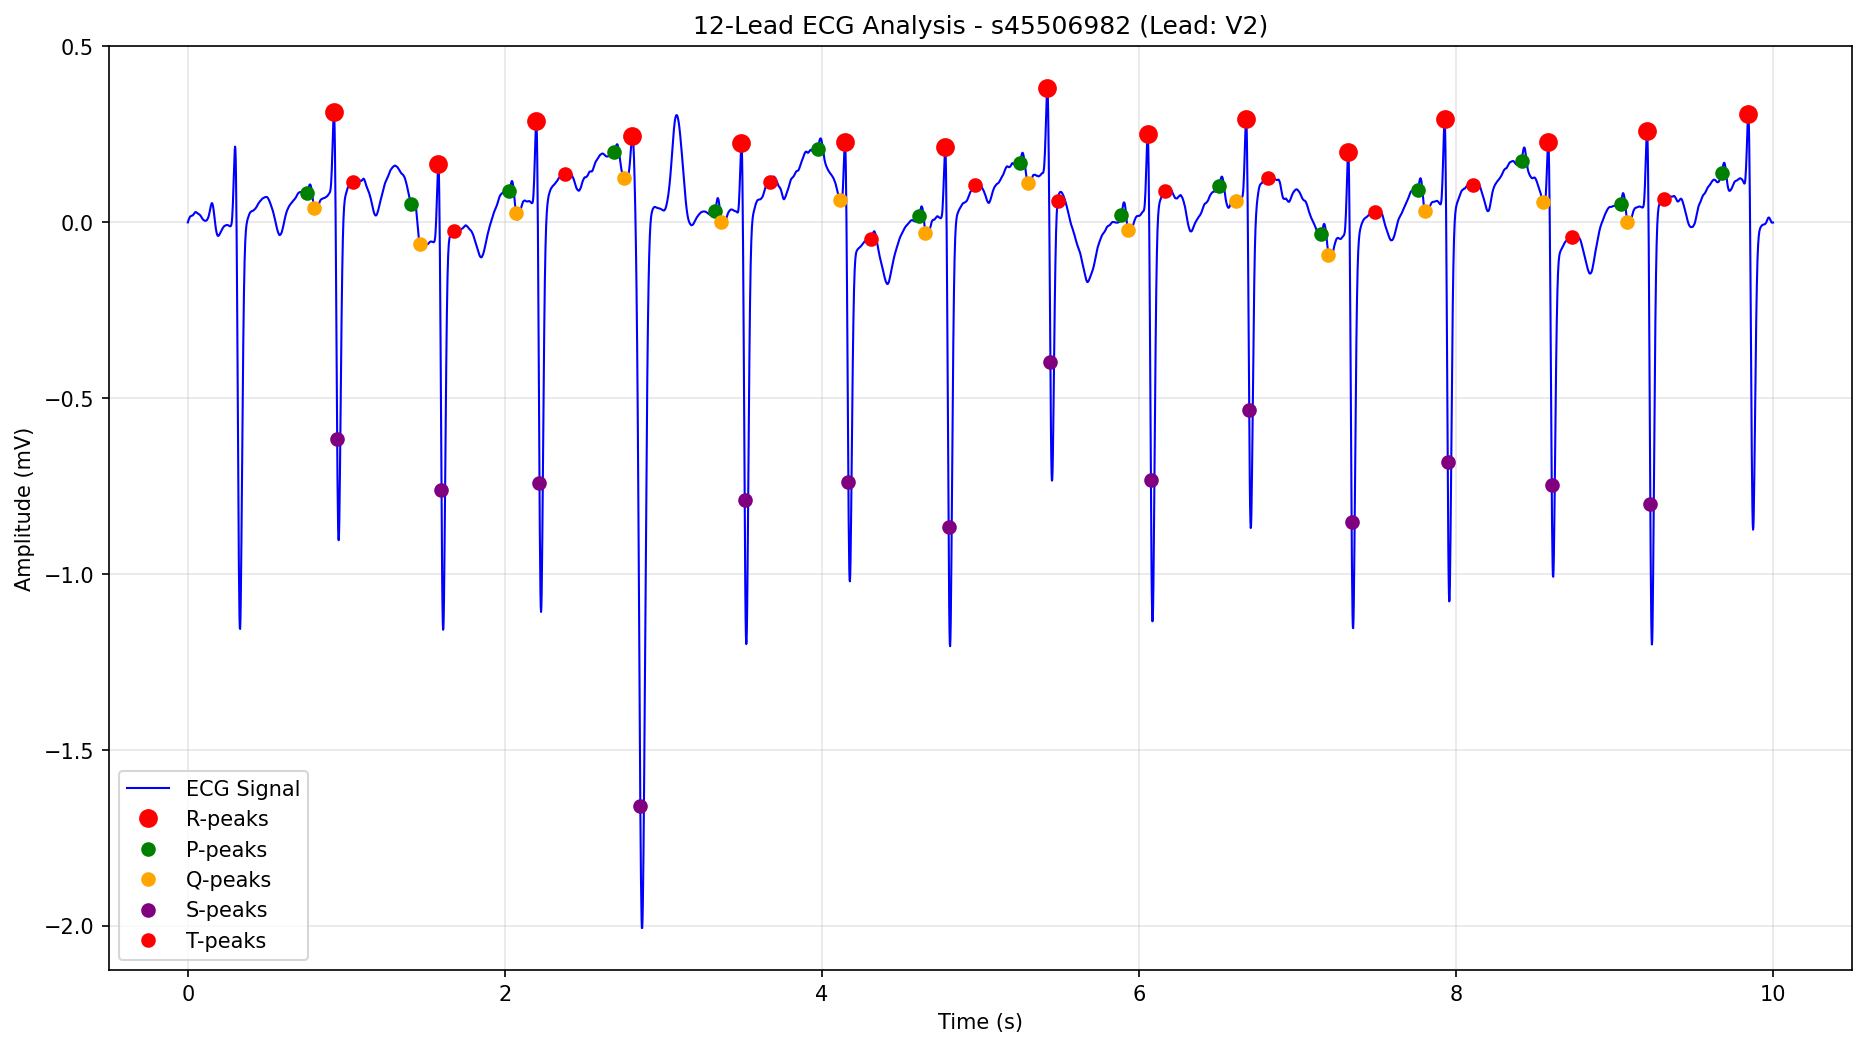 12-Lead ECG Analysis - s45506982 (Lead: V2)
0.5
0.0
−0.5
−1.0
−1.5
−2.0
Amplitude (mV)
ECG Signal
R-peaks
P-peaks
Q-peaks
S-peaks
T-peaks
0 2 4 6 8 10
Time (s)